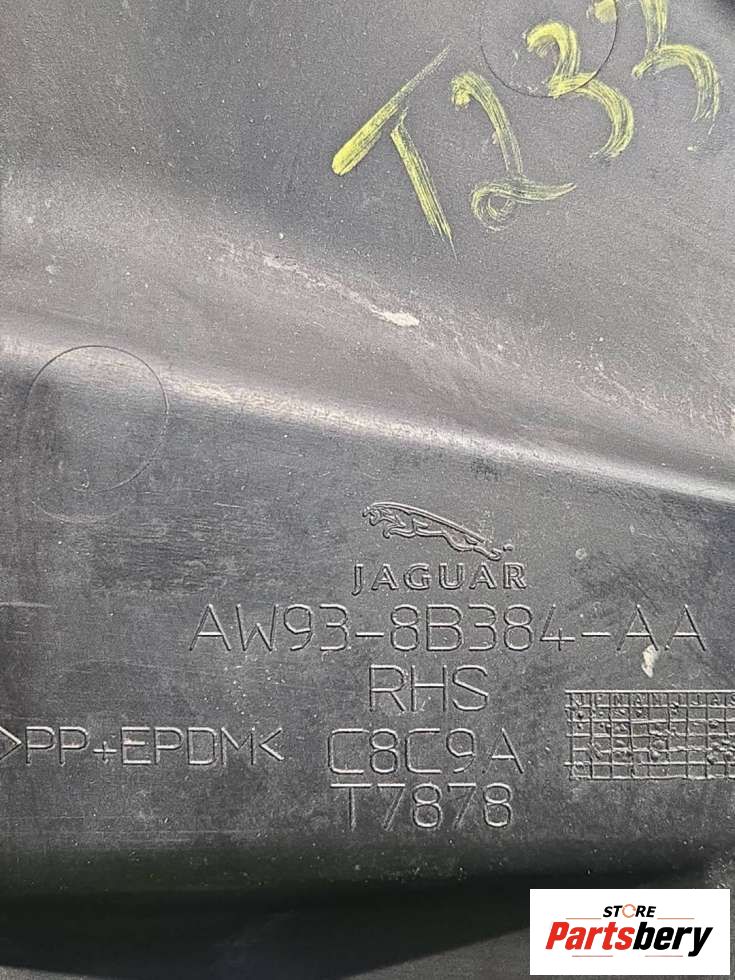 T233
JAGUAR
AW93-8B384-AA
RHS
>PP+EPDM<
C8C9A
T7878
STORE
Partsbery